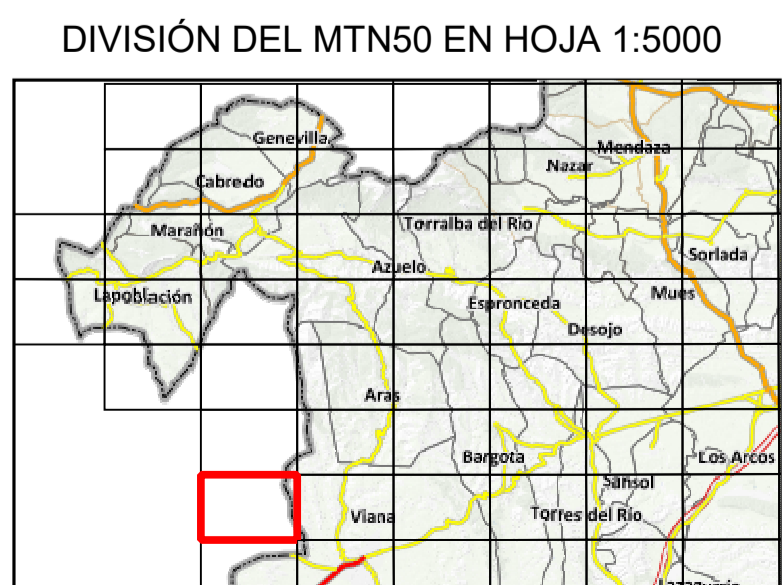 DIVISIÓN DEL MTN50 EN HOJA 1:5000
Genevilla
Mendaza
Nazar
Cabredo
Torralba del Río
Marañón
Sorlada
Azuelo
Lapoblación
Mues
Espronceda
Desojo
Aras
Bargota
Los Arcos
Sansol
Viana
Torres del Río